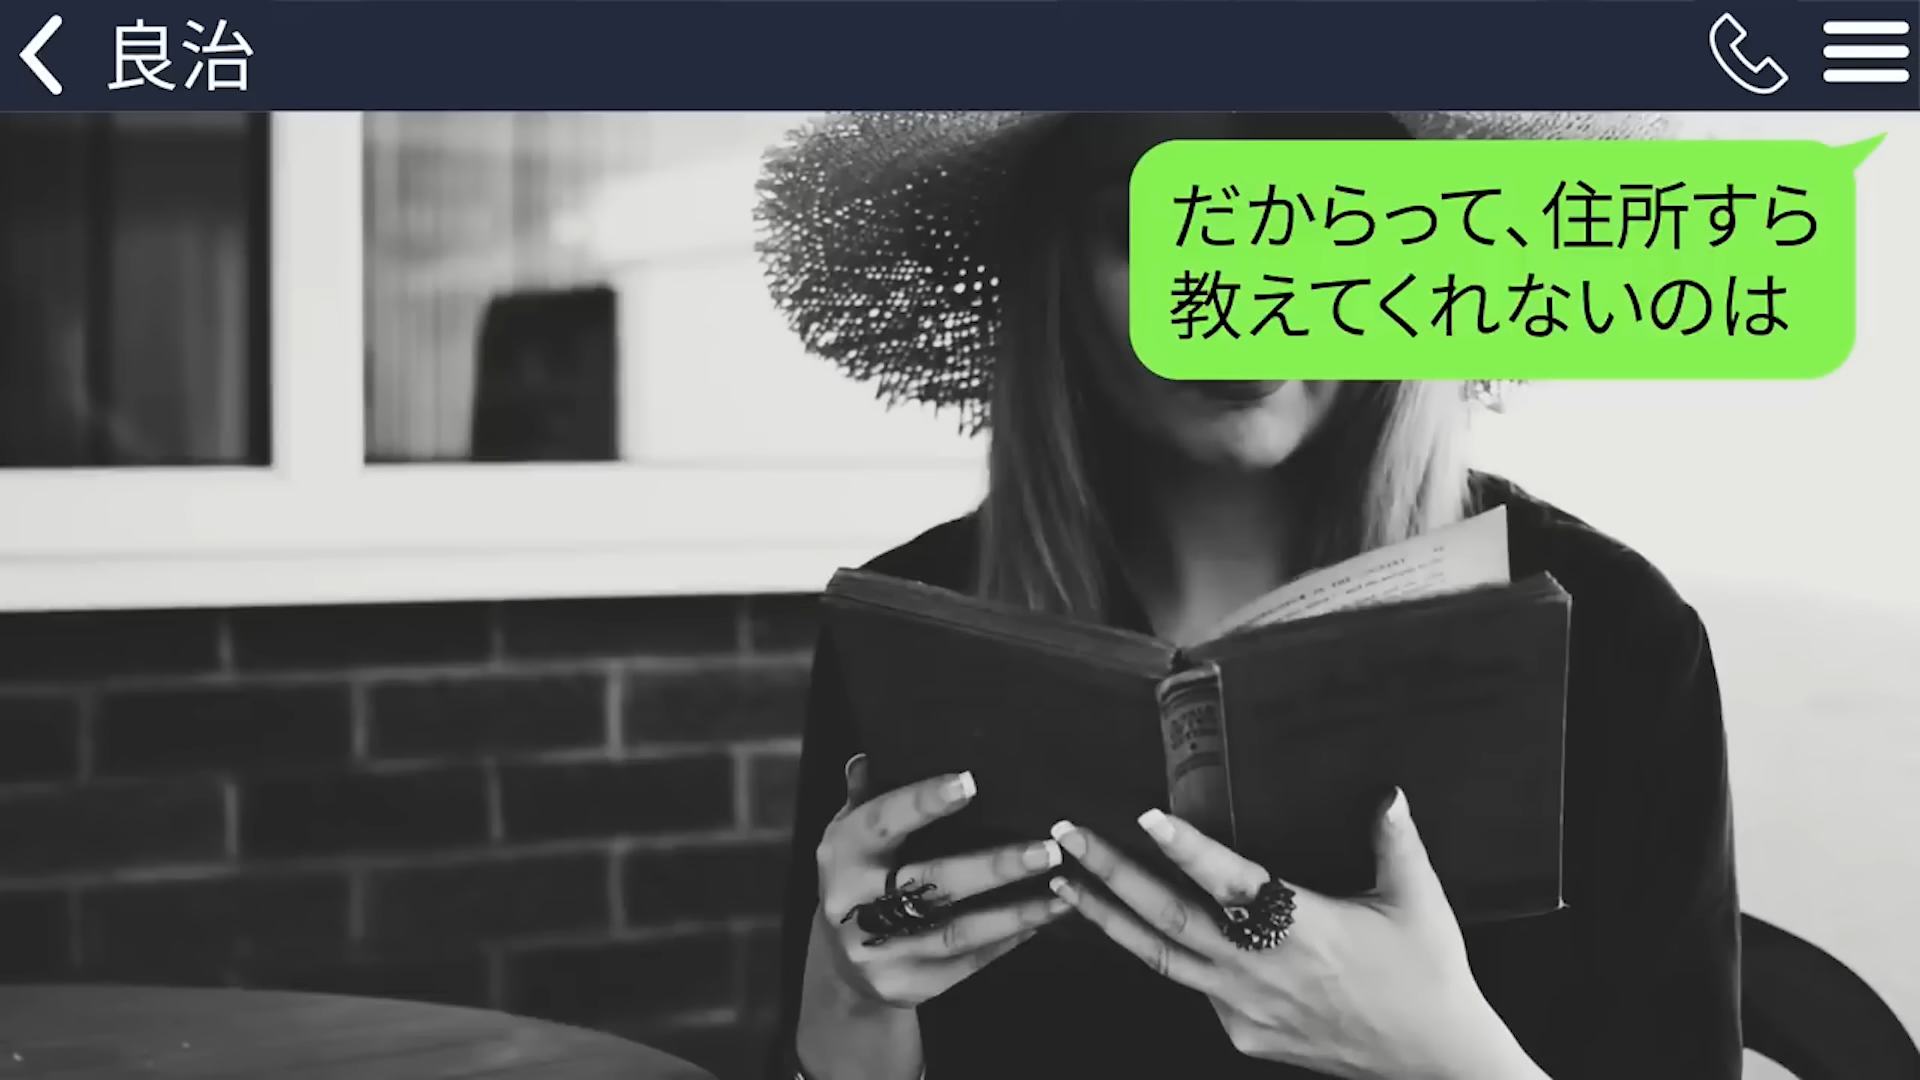 良治
だからって、住所すら
教えてくれないのは